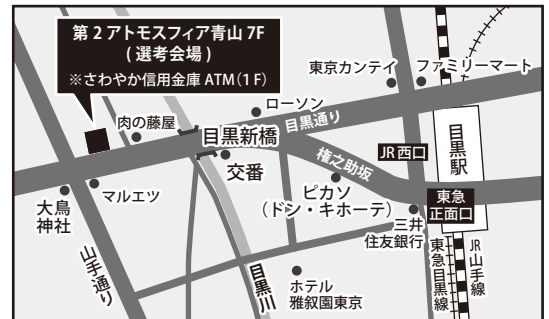 第2アトモスフィア青山 7F
(選考会場)
※さわやか信用金庫 ATM(1F)
東京カンテイ
ファミリーマート
ローソン
肉の藤屋
目黒新橋
目黒通り
交番
権之助坂
JR西口
目黒駅
マルエツ
大鳥
神社
ピカソ
(ドン・キホーテ)
東急
正面口
三井
住友銀行
山手通り
目黒川
ホテル
雅叙園東京
東急目黒線
JR山手線